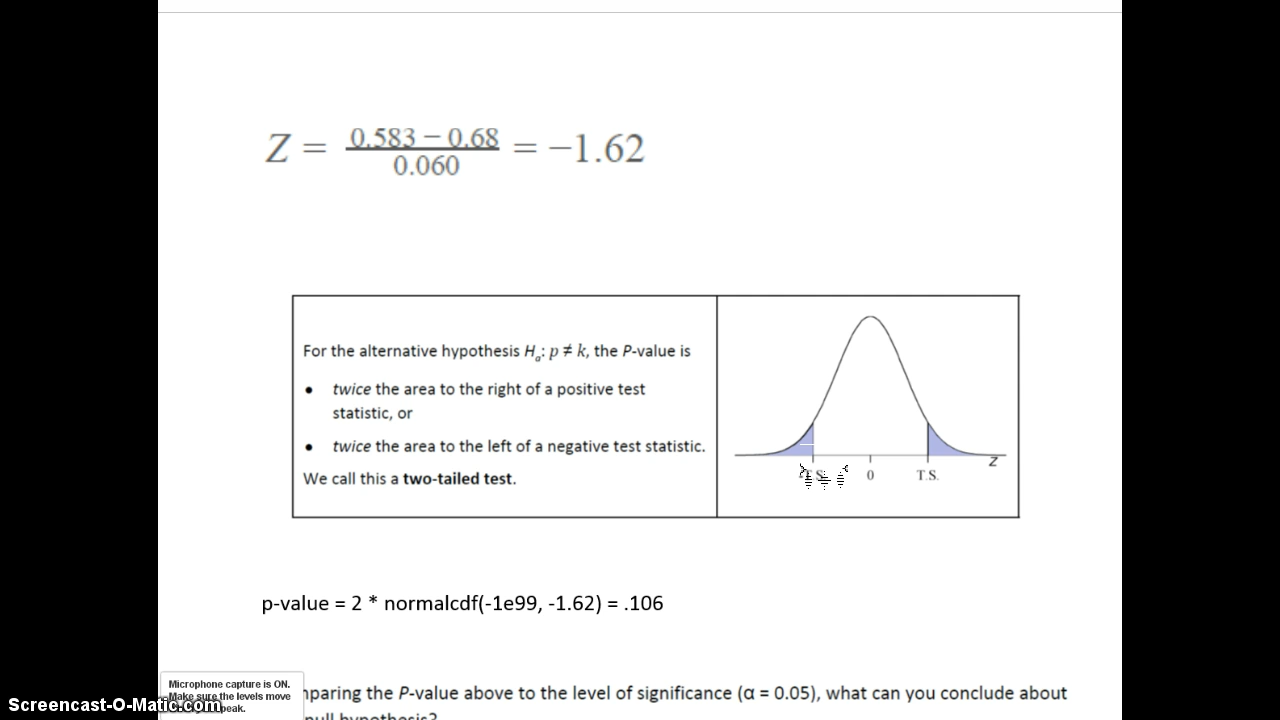 Z = 0.583 − 0.68 / 0.060 = −1.62
For the alternative hypothesis Ha: p ≠ k, the P-value is
• twice the area to the right of a positive test
statistic, or
• twice the area to the left of a negative test statistic.
We call this a two-tailed test.
0
T.S.
z
p-value = 2 * normalcdf(-1e99, -1.62) = .106
the P-value above to the level of significance (α = 0.05), what can you conclude about
hypothesis?
Microphone capture is ON.
Make sure the levels move
Screencast-O-Matic.com